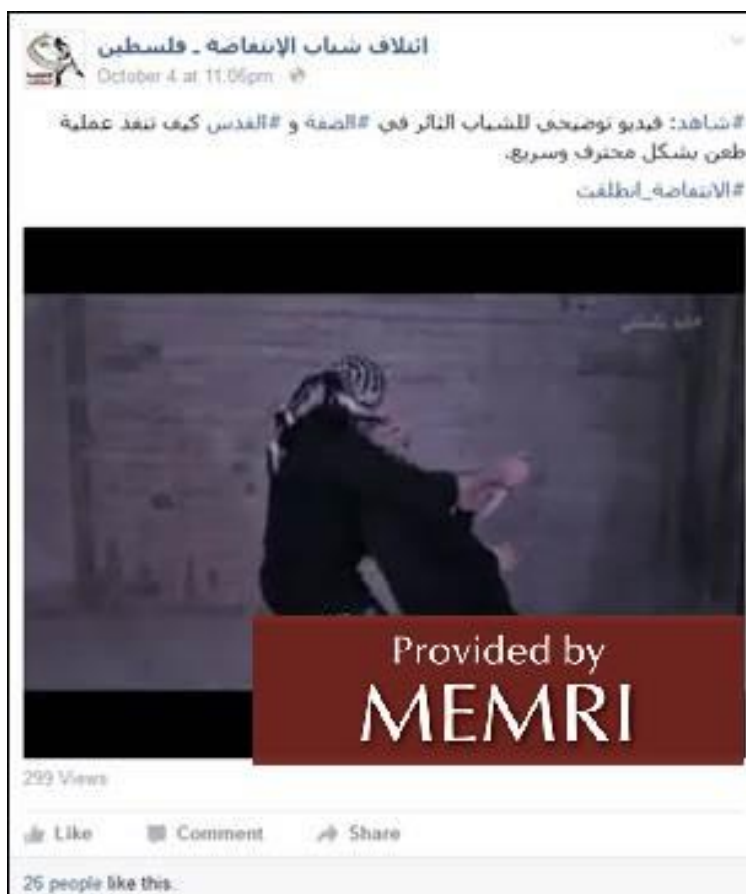 ائتلاف شباب الإنتفاضة ـ فلسطين
October 4 at 11.06pm
#شاهد: فيديو توضيحي للشباب الثائر في #الضفة و #القدس كيف تنفذ عملية
طعن بشكل محترف وسريع.
#الانتفاضة_انطلقت
Provided by
MEMRI
299 Views
Like Comment Share
26 people like this.